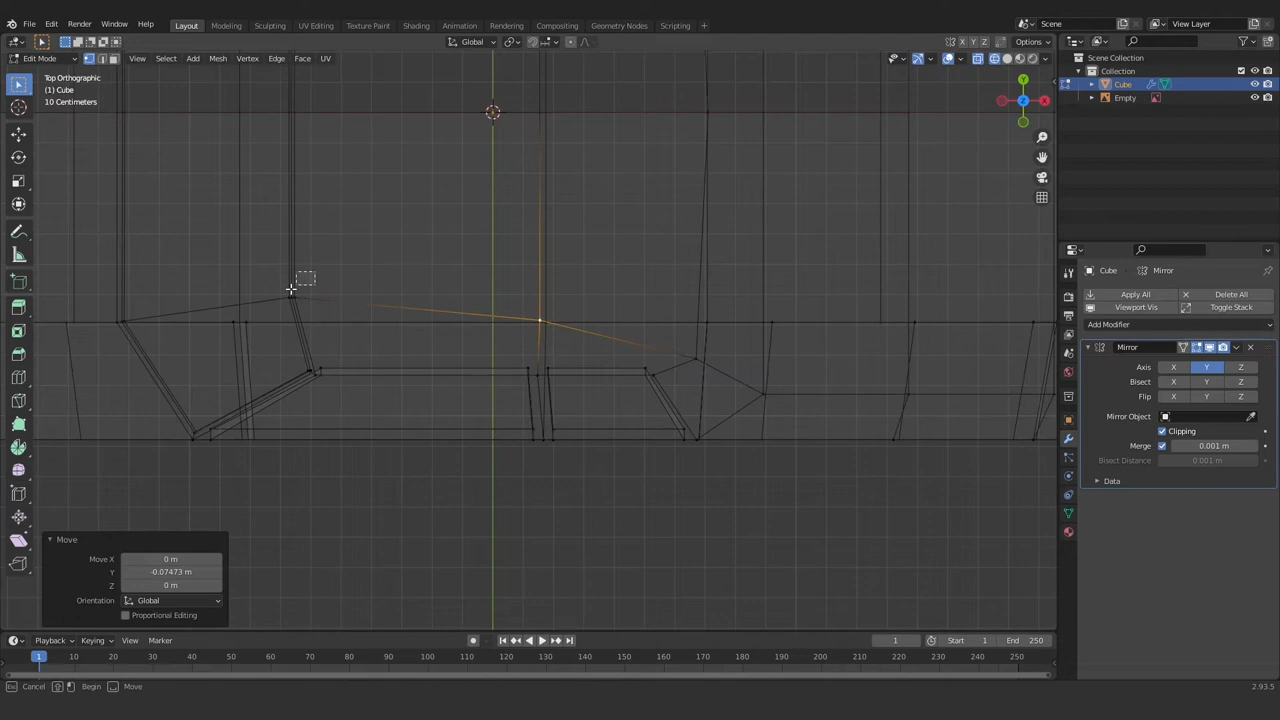 File Edit Render Window Help Layout Modeling Sculpting UV Editing Texture Paint Shading Animation Rendering Compositing Geometry Nodes Scripting + Scene View Layer
Global Options
Edit Mode View Select Add Mesh Vertex Edge Face UV X Y Z
Top Orthographic
(1) Cube
10 Centimeters
Y
Z X
Scene Collection
Collection
Cube
Empty
Cube Mirror
Apply All Delete All
Viewport Vis Toggle Stack
Add Modifier
Mirror
Axis X Y Z
Bisect X Y Z
Flip X Y Z
Mirror Object
Clipping
Merge 0.001 m
Bisect Distance 0.001 m
Data
Move
Move X 0 m
Y -0.07473 m
Z 0 m
Orientation Global
Proportional Editing
Playback Keying View Marker 1 Start 1 End 250
1 10 20 30 40 50 60 70 80 90 100 110 120 130 140 150 160 170 180 190 200 210 220 230 240 250
Esc Cancel Begin Move 2.93.5